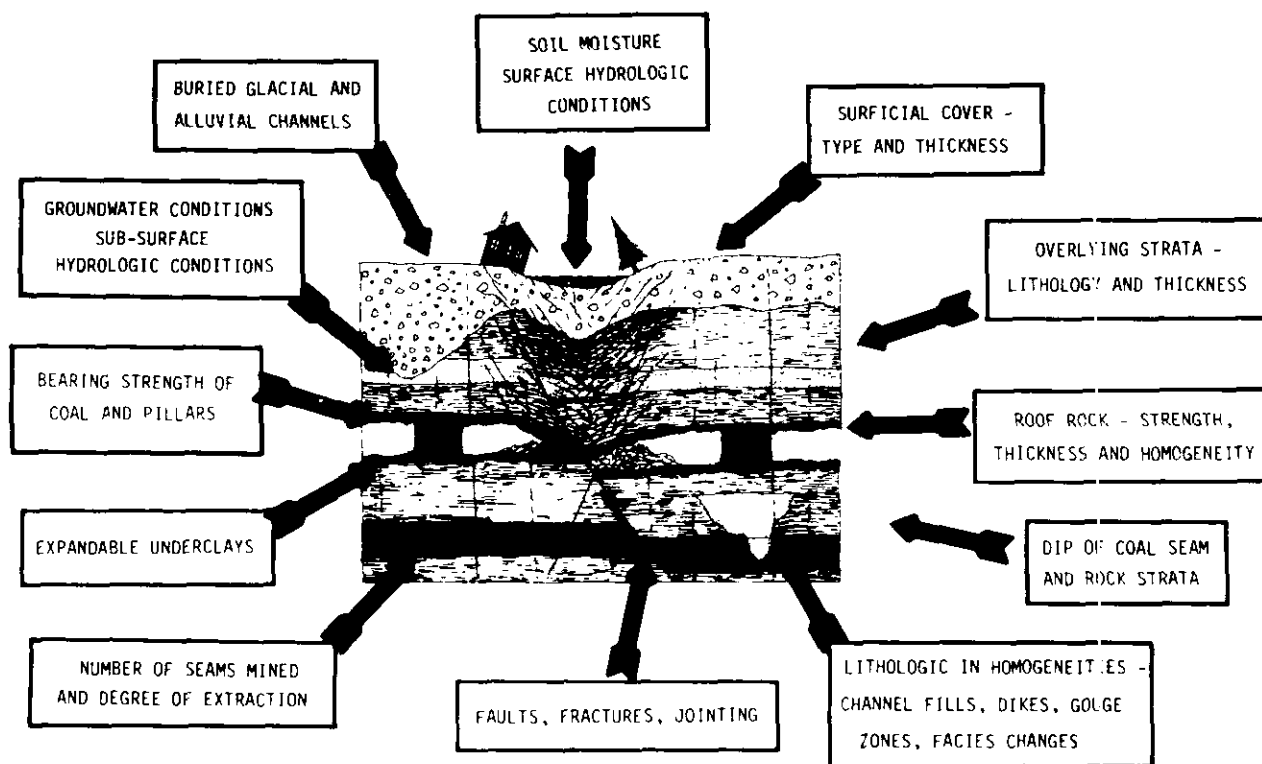 SOIL MOISTURE
SURFACE HYDROLOGIC
CONDITIONS
BURIED GLACIAL AND
ALLUVIAL CHANNELS
SURFICIAL COVER -
TYPE AND THICKNESS
GROUNDWATER CONDITIONS
SUB-SURFACE
HYDROLOGIC CONDITIONS
OVERLYING STRATA -
LITHOLOGY AND THICKNESS
BEARING STRENGTH OF
COAL AND PILLARS
ROOF ROCK - STRENGTH,
THICKNESS AND HOMOGENEITY
EXPANDABLE UNDERCLAYS
DIP OF COAL SEAM
AND ROCK STRATA
NUMBER OF SEAMS MINED
AND DEGREE OF EXTRACTION
FAULTS, FRACTURES, JOINTING
LITHOLOGIC IN HOMOGENEITIES -
CHANNEL FILLS, DIKES, GOUGE
ZONES, FACIES CHANGES